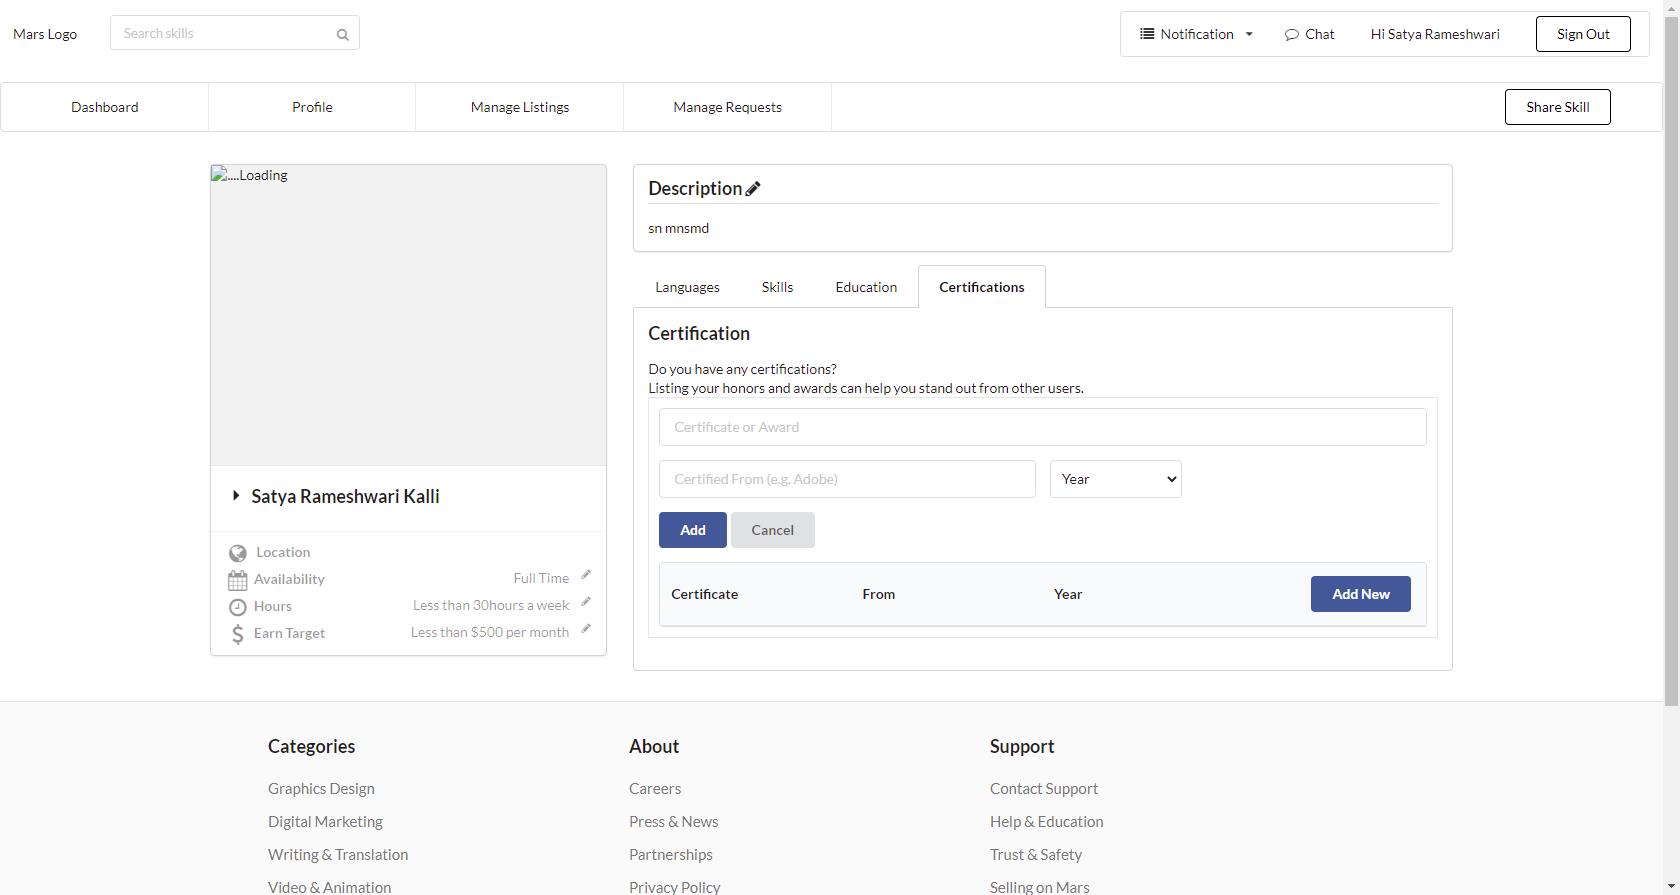 Mars Logo
Search skills
Notification
Chat
Hi Satya Rameshwari
Sign Out
Dashboard
Profile
Manage Listings
Manage Requests
Share Skill
....Loading
Satya Rameshwari Kalli
Location
Availability
Full Time
Hours
Less than 30hours a week
Earn Target
Less than $500 per month
Description
sn mnsmd
Languages
Skills
Education
Certifications
Certification
Do you have any certifications?
Listing your honors and awards can help you stand out from other users.
Certificate or Award
Certified From (e.g. Adobe)
Year
Add
Cancel
Certificate
From
Year
Add New
Categories
Graphics Design
Digital Marketing
Writing & Translation
Video & Animation
About
Careers
Press & News
Partnerships
Privacy Policy
Support
Contact Support
Help & Education
Trust & Safety
Selling on Mars